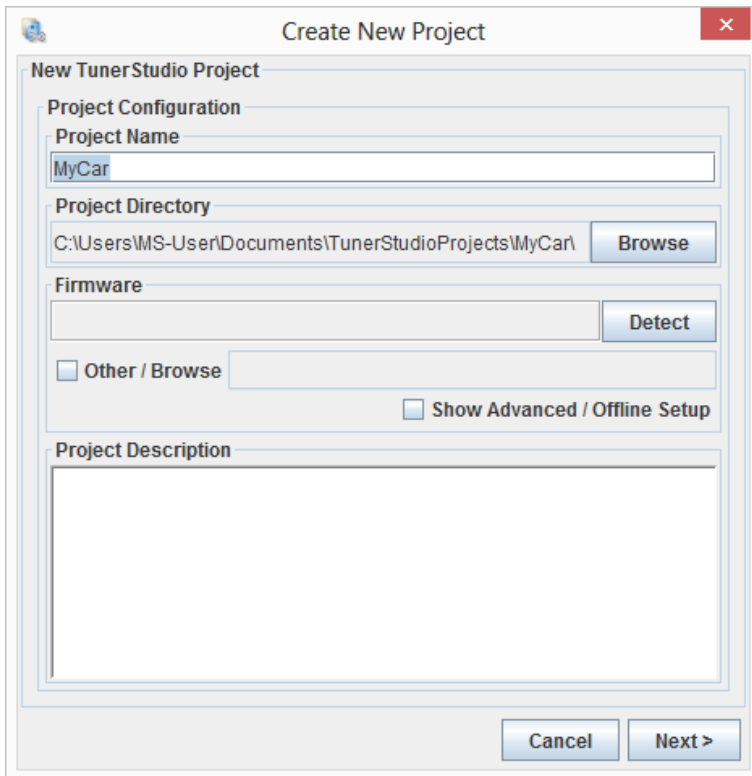 Create New Project
New TunerStudio Project
Project Configuration
Project Name
MyCar
Project Directory
C:\Users\MS-User\Documents\TunerStudioProjects\MyCar\ Browse
Firmware
Detect
Other / Browse
Show Advanced / Offline Setup
Project Description
Cancel Next >